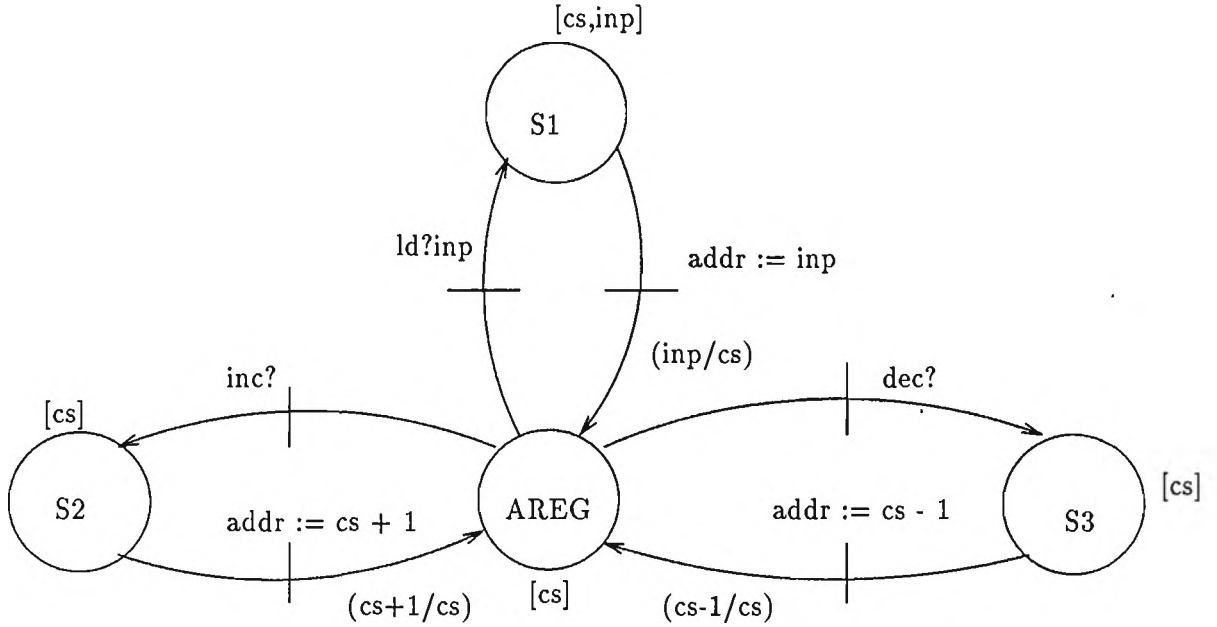 [cs,inp]
S1
ld?inp
addr := inp
(inp/cs)
inc?
dec?
[cs]
S2
addr := cs + 1
AREG
addr := cs - 1
S3
[cs]
(cs+1/cs)
[cs]
(cs-1/cs)